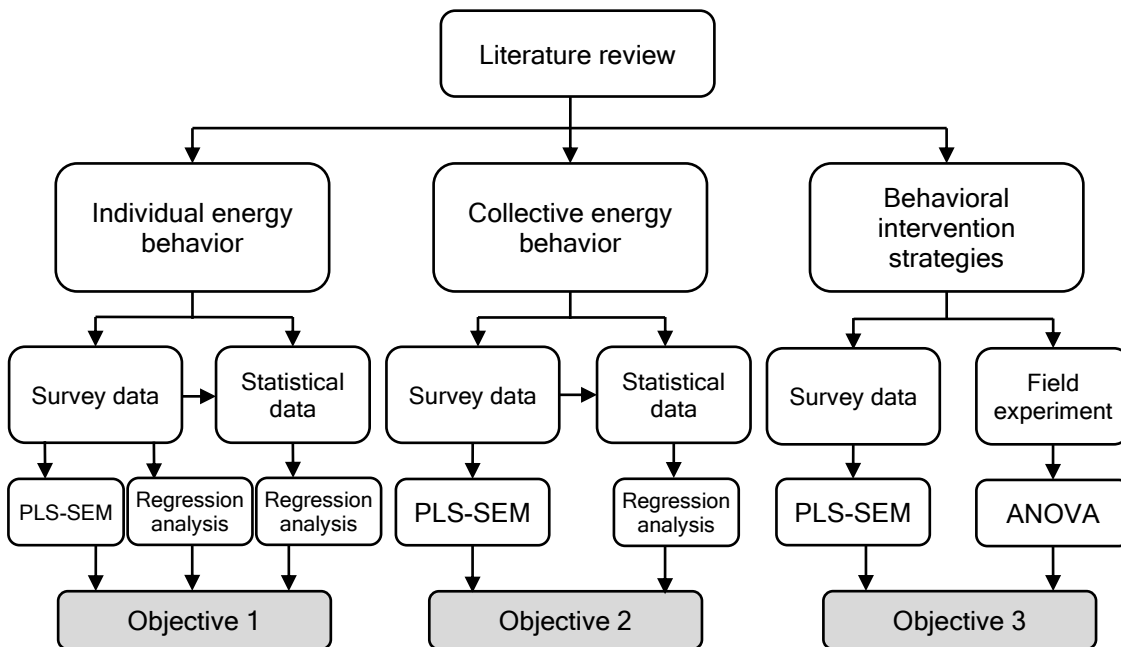 Literature review
Individual energy
behavior
Collective energy
behavior
Behavioral
intervention
strategies
Survey data
Statistical
data
Survey data
Statistical
data
Survey data
Field
experiment
PLS-SEM
Regression
analysis
Regression
analysis
PLS-SEM
Regression
analysis
PLS-SEM
ANOVA
Objective 1
Objective 2
Objective 3